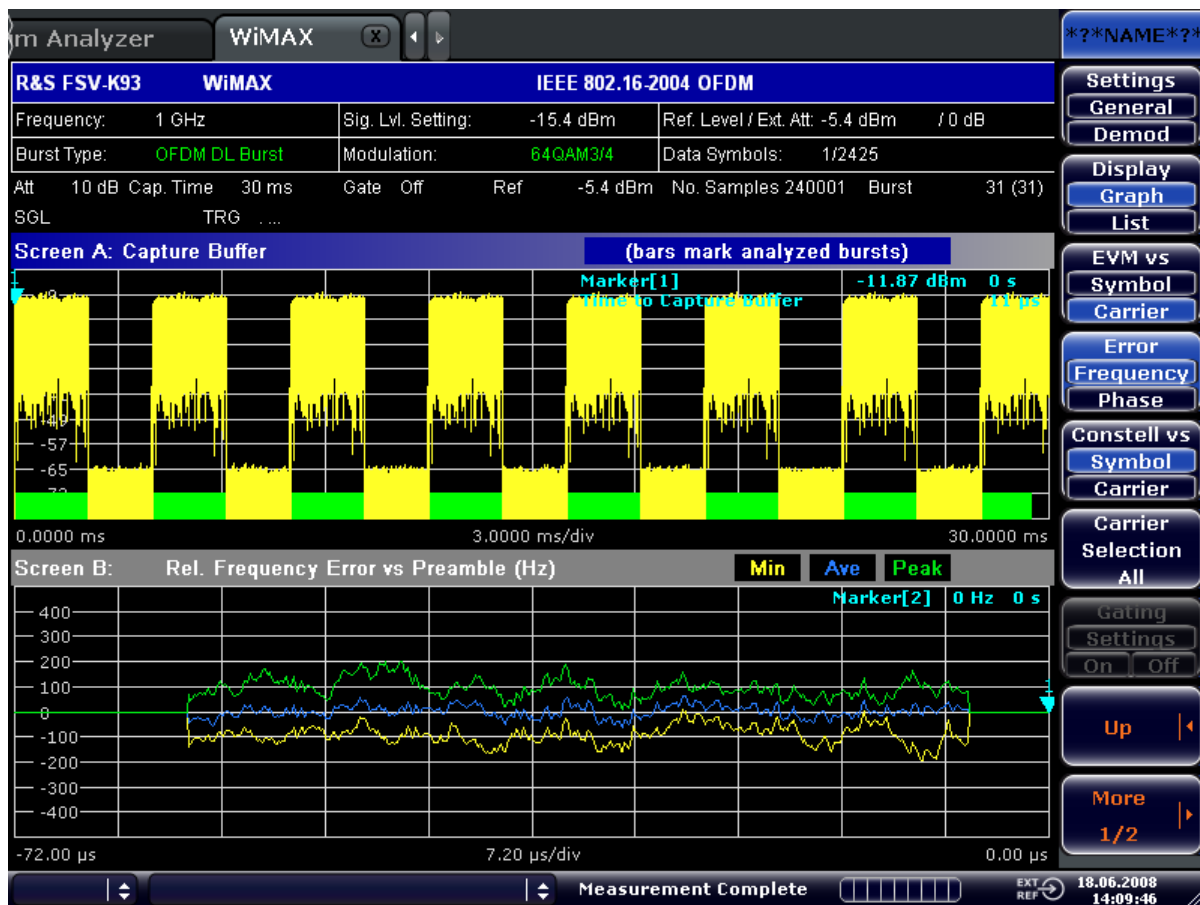 m Analyzer
WiMAX
X
*?*NAME*?*
R&S FSV-K93 WiMAX IEEE 802.16-2004 OFDM
Frequency: 1 GHz Sig. Lvl. Setting: -15.4 dBm Ref. Level / Ext. Att: -5.4 dBm / 0 dB
Burst Type: OFDM DL Burst Modulation: 64QAM3/4 Data Symbols: 1/2425
Att 10 dB Cap. Time 30 ms Gate Off Ref -5.4 dBm No. Samples 240001 Burst 31 (31)
SGL TRG . ...
Screen A: Capture Buffer (bars mark analyzed bursts)
1
Marker[1] -11.87 dBm 0 s
Time to Capture Buffer 11 µs
-57
-65
0.0000 ms 3.0000 ms/div 30.0000 ms
Screen B: Rel. Frequency Error vs Preamble (Hz) Min Ave Peak
Marker[2] 0 Hz 0 s
400
300
200
100
0
-100
-200
-300
-400
1
-72.00 µs 7.20 µs/div 0.00 µs
Measurement Complete
EXT REF
18.06.2008
14:09:46
Settings
General
Demod
Display
Graph
List
EVM vs
Symbol
Carrier
Error
Frequency
Phase
Constell vs
Symbol
Carrier
Carrier
Selection
All
Gating
Settings
On Off
Up
More
1/2